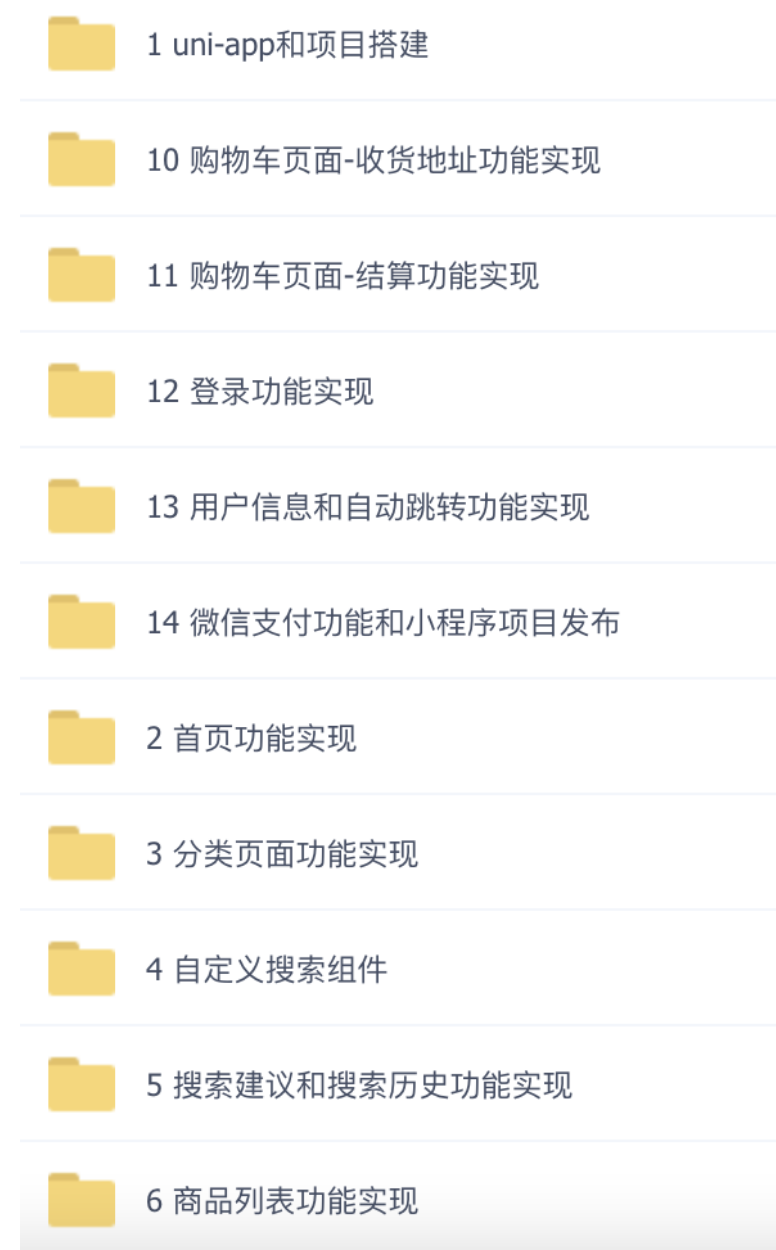 1 uni-app和项目搭建
10 购物车页面-收货地址功能实现
11 购物车页面-结算功能实现
12 登录功能实现
13 用户信息和自动跳转功能实现
14 微信支付功能和小程序项目发布
2 首页功能实现
3 分类页面功能实现
4 自定义搜索组件
5 搜索建议和搜索历史功能实现
6 商品列表功能实现